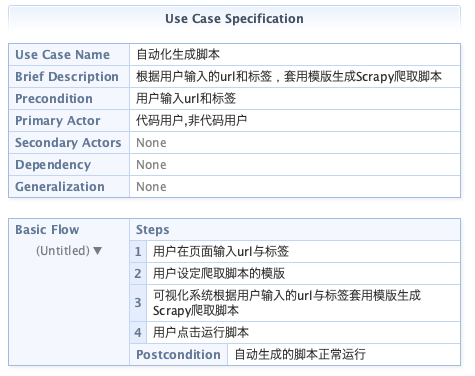 Use Case Specification
Use Case Name 自动化生成脚本
Brief Description 根据用户输入的url和标签，套用模版生成Scrapy爬取脚本
Precondition 用户输入url和标签
Primary Actor 代码用户,非代码用户
Secondary Actors None
Dependency None
Generalization None
Basic Flow Steps
(Untitled) ▼
1 用户在页面输入url与标签
2 用户设定爬取脚本的模版
3 可视化系统根据用户输入的url与标签套用模版生成
Scrapy爬取脚本
4 用户点击运行脚本
Postcondition 自动生成的脚本正常运行